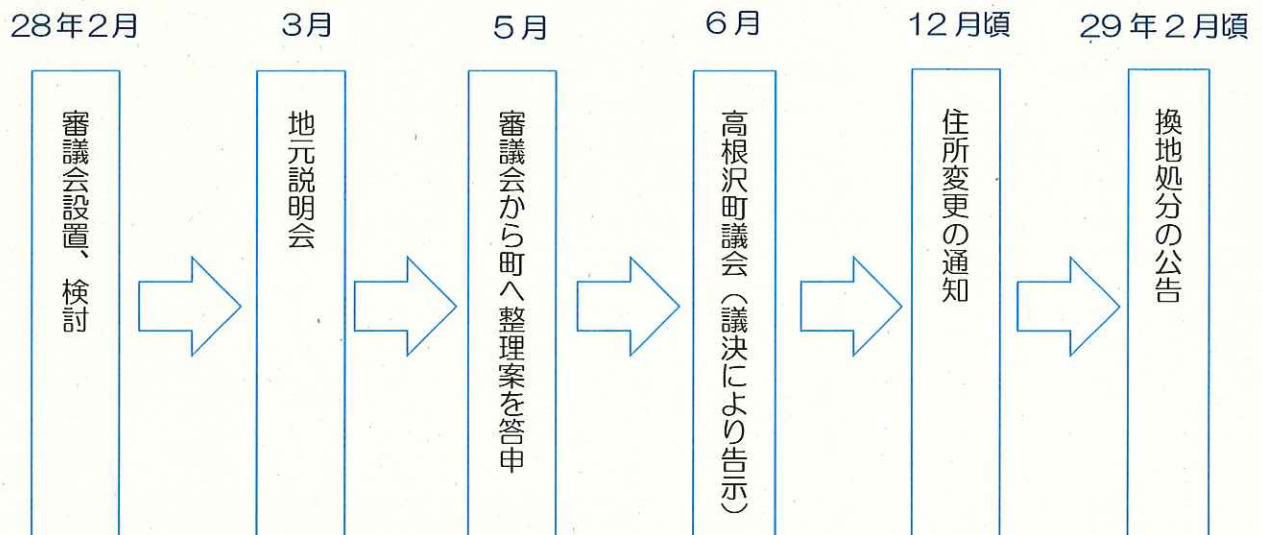 28年2月
審議会設置、検討
3月
地元説明会
5月
審議会から町へ整理案を答申
6月
高根沢町議会（議決により告示）
12月頃
住所変更の通知
29年2月頃
換地処分の公告